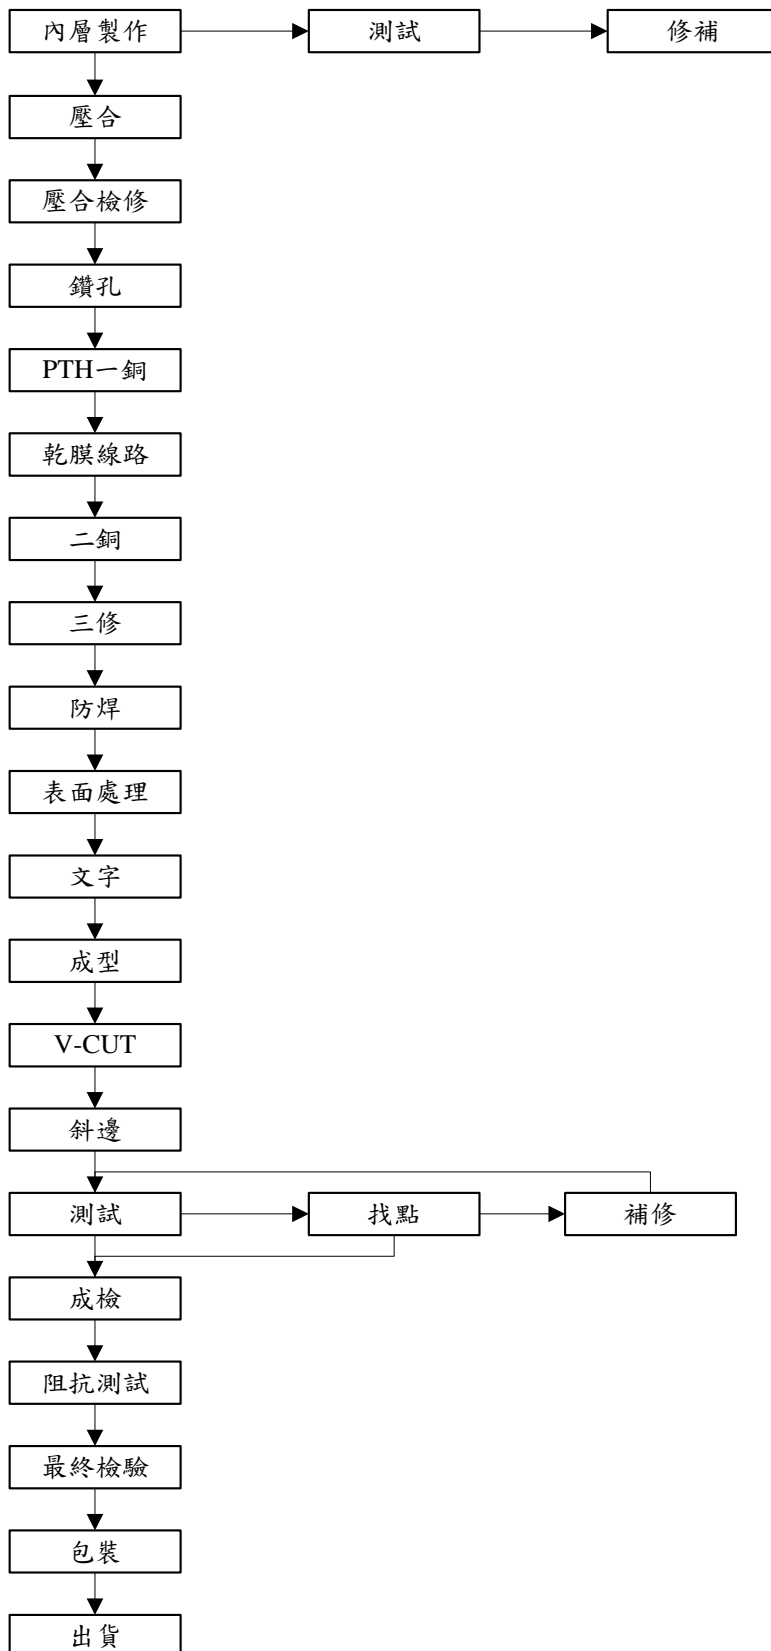 內層製作
測試
修補
壓合
壓合檢修
鑽孔
PTH一銅
乾膜線路
二銅
三修
防焊
表面處理
文字
成型
V-CUT
斜邊
測試
找點
補修
成檢
阻抗測試
最終檢驗
包裝
出貨